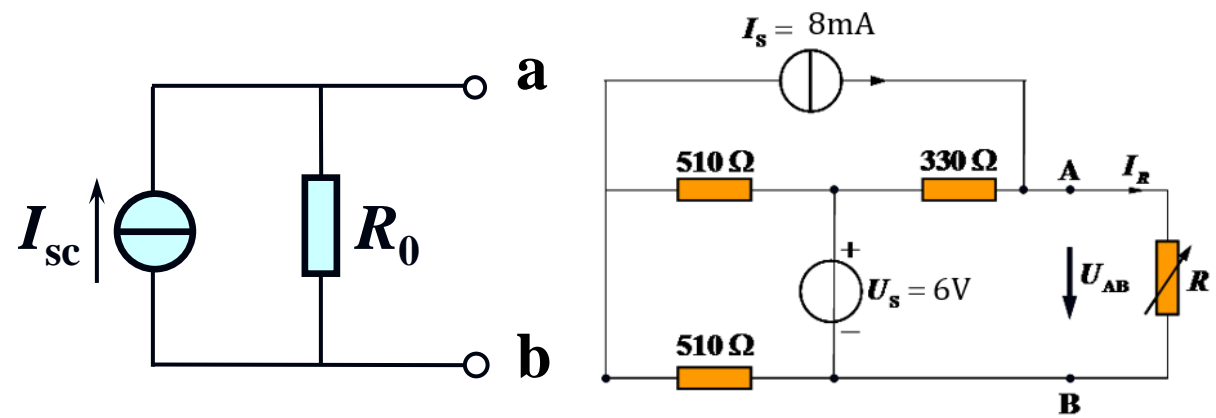 a
I_sc
R_0
b
I_s = 8mA
510 Ω
330 Ω
A
I_R
+
U_s = 6V
−
U_AB
R
510 Ω
B